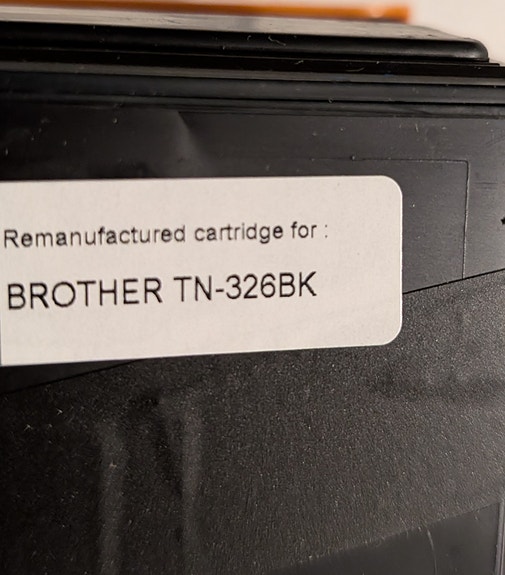 Remanufactured cartridge for :
BROTHER TN-326BK